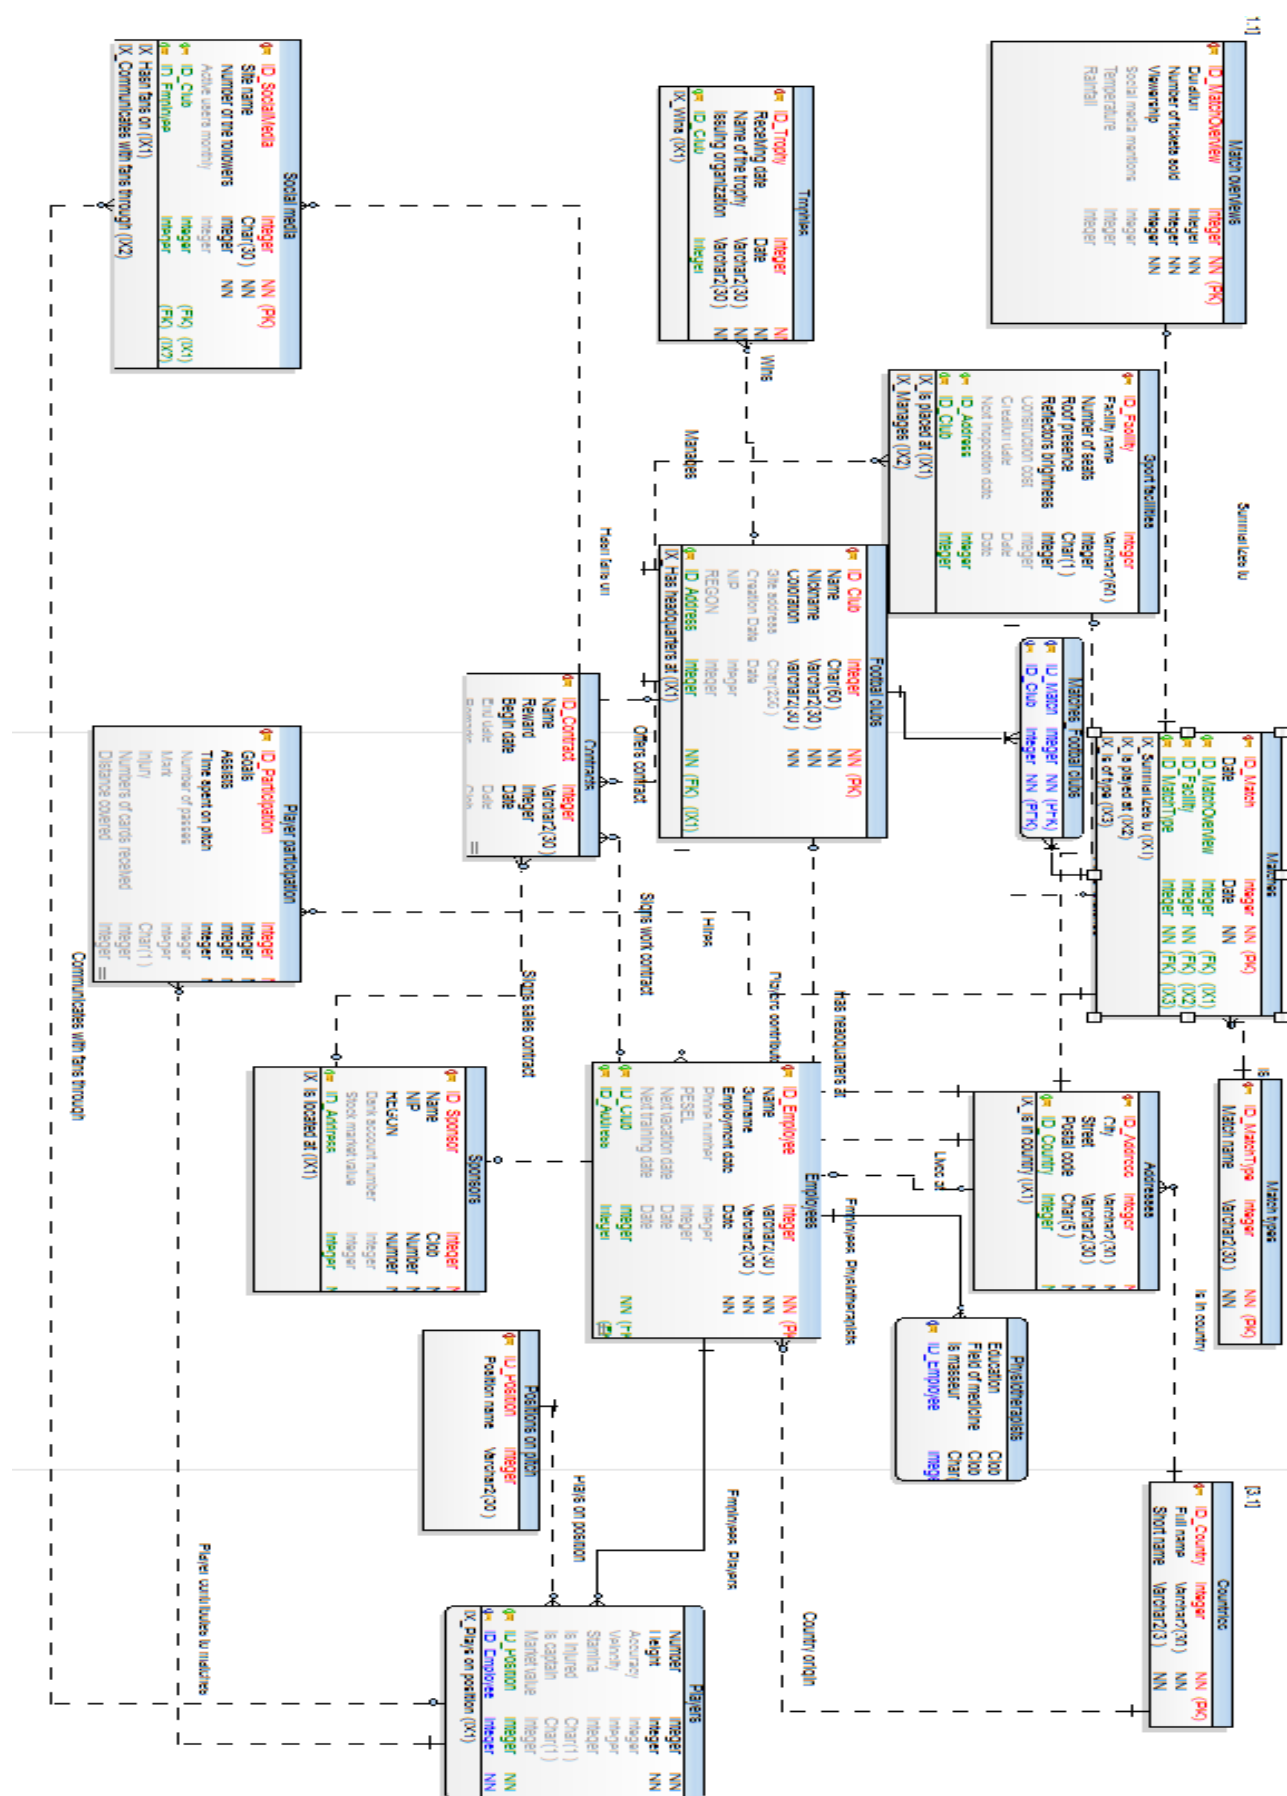 1.1]
Match overviews
ID_MatchOverview Integer NN (PK)
Duration Integer NN
Number of tickets sold Integer NN
Viewership Integer NN
Social media mentions Integer
Temperature Integer
Rainfall Integer
Trophies
ID_Trophy Integer
Receiving date Date
Name of the trophy Varchar2(30)
Issuing organization Varchar2(30)
ID_Club Integer
IX_Wins (IX1)
Social media
ID_SocialMedia Integer NN (PK)
Site name Char(30) NN
Number of the followers Integer NN
Active users monthly Integer
ID_Club Integer (FK) (IX1)
ID_Employee Integer (FK) (IX2)
IX_Hasn fans on (IX1)
IX_Communicates with fans through (IX2)
Sport facilities
ID_Facility Integer
Facility name Varchar2(60)
Number of seats Integer
Roof presence Char(1)
Reflectors brightness Integer
Construction cost Integer
Creation date Date
Next inspection date Date
ID_Address Integer
ID_Club Integer
IX_Is placed at (IX1)
IX_Manages (IX2)
Wins
Manages
Summarizes to
Hasn fans on
Football clubs
ID_Club Integer NN (PK)
Name Char(60) NN
Nickname Varchar2(30) NN
Coloration Varchar2(30) NN
Site address Char(200)
Creation Date Date
NIP Integer
REGON Integer
ID_Address Integer NN (FK) (IX1)
IX_Has headquarters at (IX1)
Matches_Football clubs
ID_Match Integer NN (PFK)
ID_Club Integer NN (PFK)
Matches
ID_Match Integer NN (PK)
Date Date NN
ID_MatchOverview Integer NN (FK) (IX1)
ID_Facility Integer NN (FK) (IX2)
ID_MatchType Integer NN (FK) (IX3)
IX_Summarizes to (IX1)
IX_Is played at (IX2)
IX_Is of type (IX3)
Contracts
ID_Contract Integer
Name Varchar2(30)
Reward Integer
Begin date Date
End date Date
Offers contract
Player participation
ID_Participation Integer
Goals Integer
Assists Integer
Time spent on pitch Integer
Number of passes Integer
Mark Integer
Injury Char(1)
Numbers of cards received Integer
Distance covered Integer
Signs work contract
Hires
Signs sales contract
Players contribute
Has headquarters at
Communicates with fans through
Is
Match types
ID_MatchType Integer NN (PK)
Match name Varchar2(30) NN
Addresses
ID_Address Integer
City Varchar2(30)
Street Varchar2(30)
Postal code Char(5)
ID_Country Integer
IX_Is in country (IX1)
Employees
ID_Employee Integer NN (PK
Name Varchar2(30) NN
Surname Varchar2(30) NN
Employment date Date NN
Phone number Integer
PESEL Integer
Next vacation date Date
Next training date Date
ID_Club Integer NN (F
ID_Address Integer
Sponsors
ID_Sponsor Integer
Name Clob
NIP Number
REGON Number
Bank account number Integer
Stock market value Integer
ID_Address Integer
IX_Is located at (IX1)
Lives at
Employees_Physiotherapists
Is in country
Physiotherapists
Education Clob
Field of medicine Clob
Is masseur Char
ID_Employee Intege
Positions on pitch
ID_Position Integer
Position name Varchar2(30)
[3.1]
Countries
ID_Country Integer NN (PK)
Full name Varchar2(30) NN
Short name Varchar2(3) NN
Plays on position
Employees_Players
Country origin
Player contributes to matches
Players
Number Integer NN
Height Integer NN
Accuracy Integer
Velocity Integer
Stamina Integer
Is injured Char(1)
Is captain Char(1)
Market value Integer
ID_Position Integer NN
ID_Employee Integer NN
IX_Plays on position (IX1)